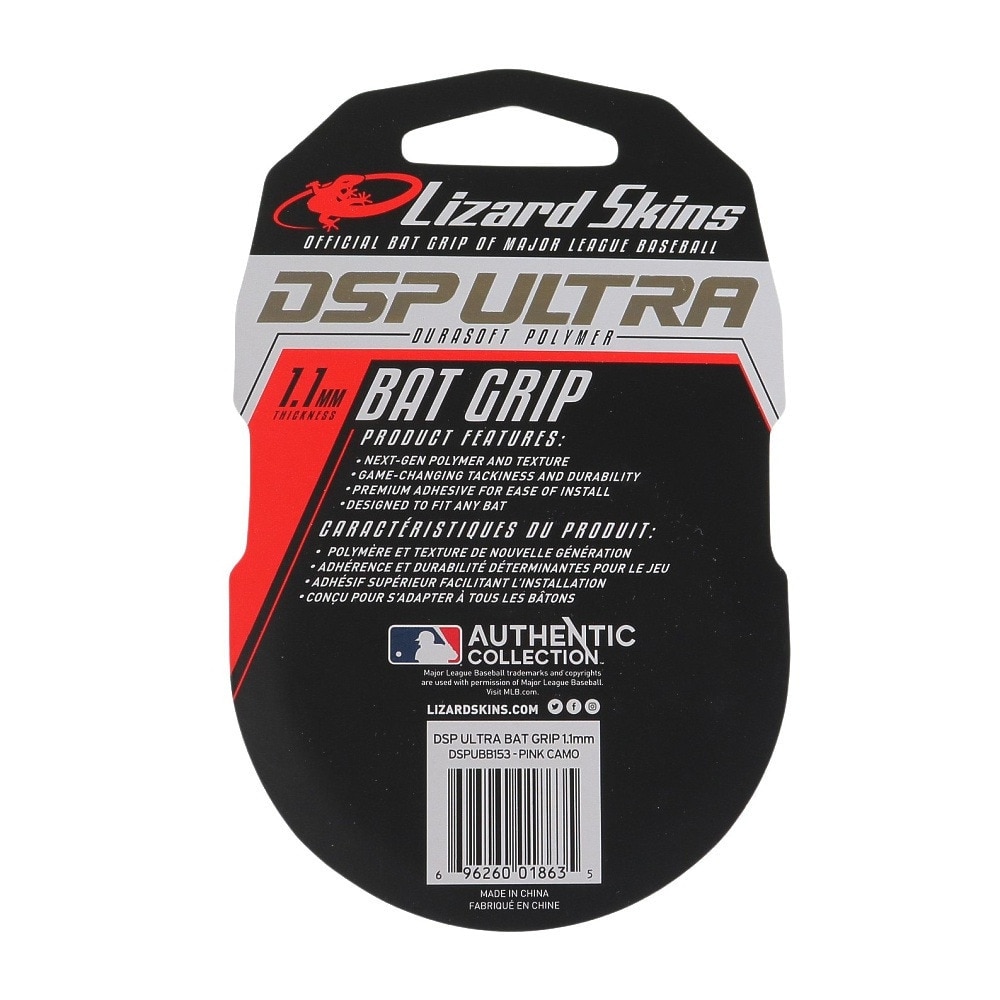 Lizard Skins
OFFICIAL BAT GRIP OF MAJOR LEAGUE BASEBALL
DSP ULTRA
DURASOFT POLYMER
1.1MM
THICKNESS
BAT GRIP
PRODUCT FEATURES:
• NEXT-GEN POLYMER AND TEXTURE
• GAME-CHANGING TACKINESS AND DURABILITY
• PREMIUM ADHESIVE FOR EASE OF INSTALL
• DESIGNED TO FIT ANY BAT
CARACTÉRISTIQUES DU PRODUIT:
• POLYMÈRE ET TEXTURE DE NOUVELLE GÉNÉRATION
• ADHÉRENCE ET DURABILITÉ DÉTERMINANTES POUR LE JEU
• ADHÉSIF SUPÉRIEUR FACILITANT L'INSTALLATION
• CONÇU POUR S'ADAPTER À TOUS LES BÂTONS
AUTHENTIC
COLLECTION™
Major League Baseball trademarks and copyrights
are used with permission of Major League Baseball.
Visit MLB.com.
LIZARDSKINS.COM
DSP ULTRA BAT GRIP 1.1mm
DSPUBB153 - PINK CAMO
6 96260 01863 5
MADE IN CHINA
FABRIQUÉ EN CHINE